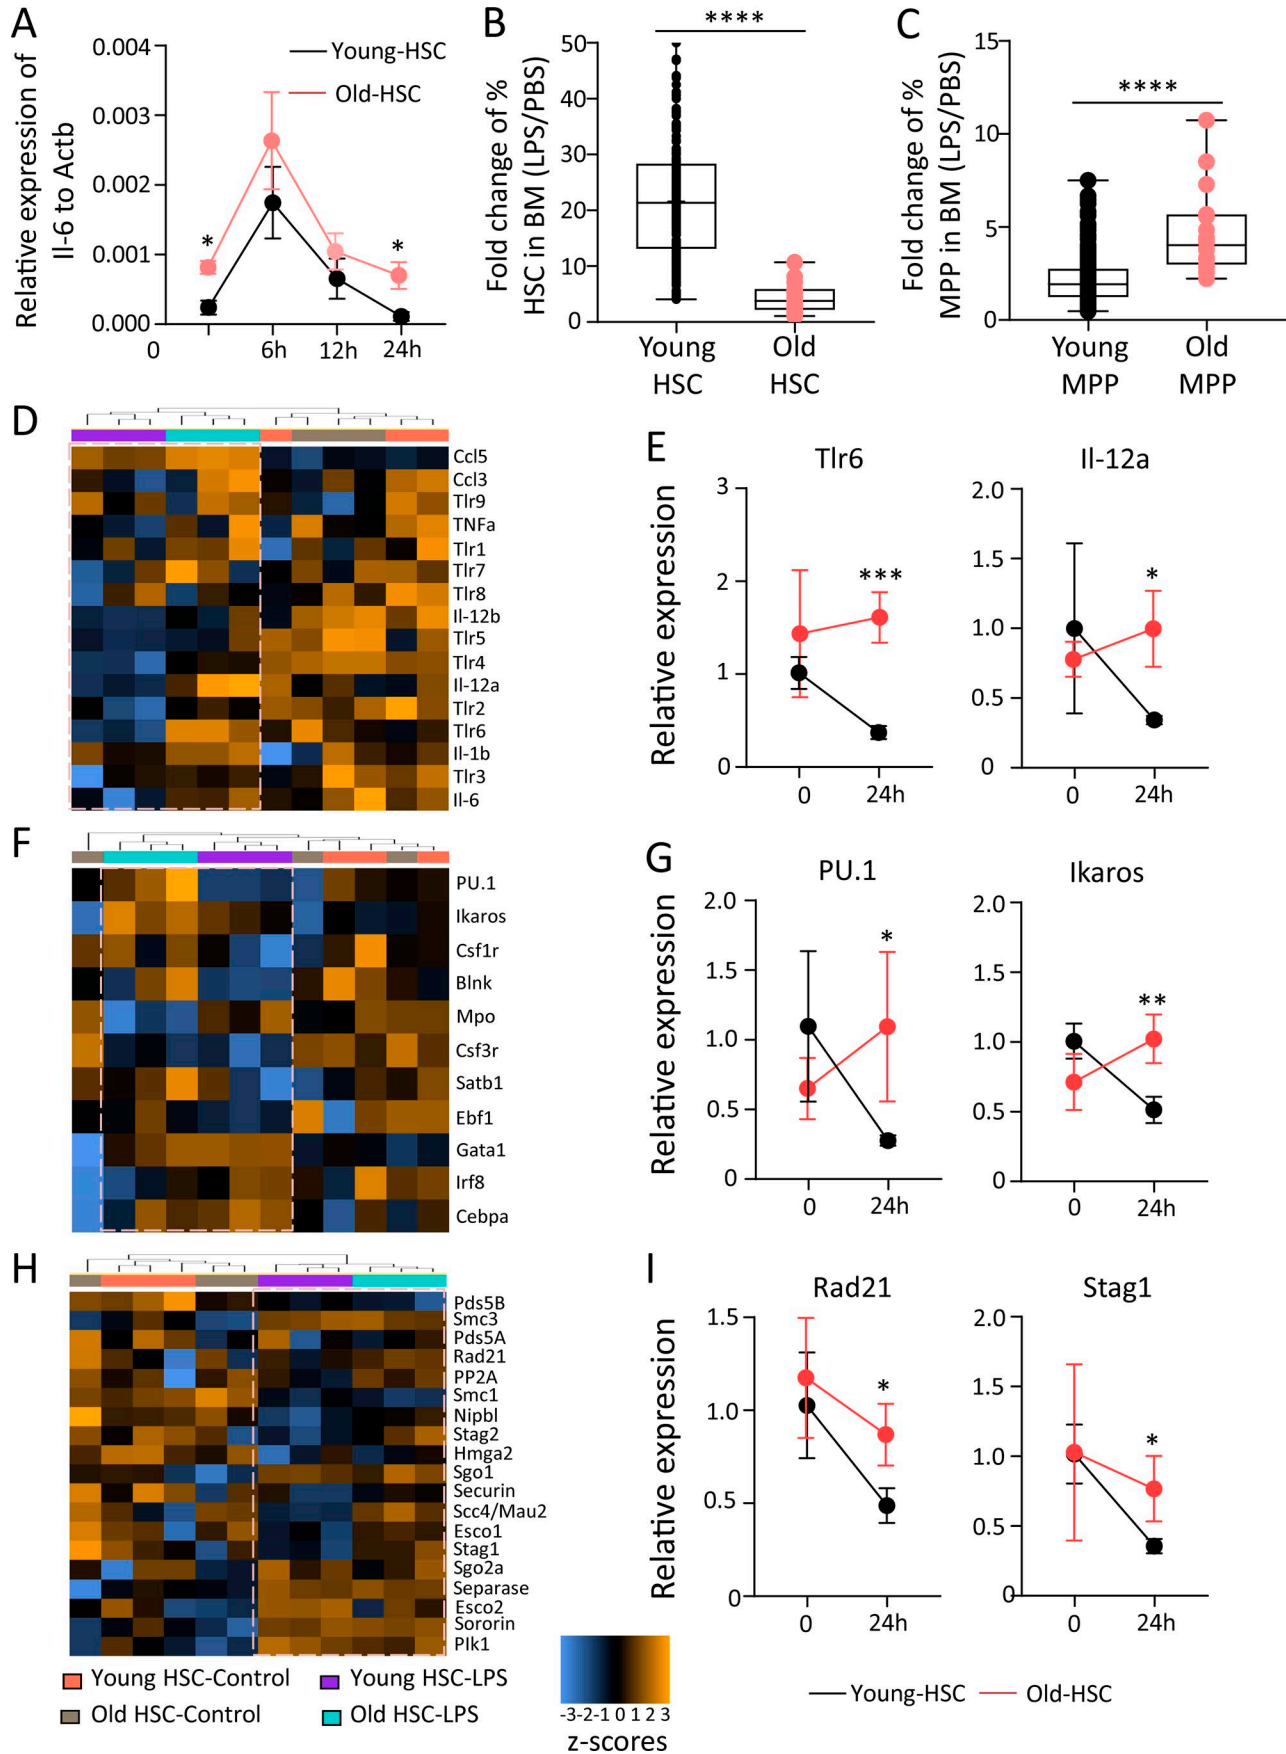 A
Relative expression of
Il-6 to Actb
0.004
0.003
0.002
0.001
0.000
0
6h
12h
24h
Young-HSC
Old-HSC
*
*
B
Fold change of %
HSC in BM (LPS/PBS)
50
40
30
20
10
0
****
Young
HSC
Old
HSC
C
Fold change of %
MPP in BM (LPS/PBS)
15
10
5
0
****
Young
MPP
Old
MPP
D
Ccl5
Ccl3
Tlr9
TNFa
Tlr1
Tlr7
Tlr8
Il-12b
Tlr5
Tlr4
Il-12a
Tlr2
Tlr6
Il-1b
Tlr3
Il-6
E
Relative expression
Tlr6
3
2
1
0
***
0
24h
Il-12a
2.0
1.5
1.0
0.5
0
*
0
24h
F
PU.1
Ikaros
Csf1r
Blnk
Mpo
Csf3r
Satb1
Ebf1
Gata1
Irf8
Cebpa
G
Relative expression
PU.1
2.0
1.5
1.0
0.5
0
*
0
24h
Ikaros
2.0
1.5
1.0
0.5
0
**
0
24h
H
Pds5B
Smc3
Pds5A
Rad21
PP2A
Smc1
Nipbl
Stag2
Hmga2
Sgo1
Securin
Scc4/Mau2
Esco1
Stag1
Sgo2a
Separase
Esco2
Sororin
Plk1
Young HSC-Control
Young HSC-LPS
Old HSC-Control
Old HSC-LPS
-3-2-1 0 1 2 3
z-scores
I
Relative expression
Rad21
1.5
1.0
0.5
0
*
0
24h
Stag1
2.0
1.5
1.0
0.5
0
*
0
24h
Young-HSC
Old-HSC